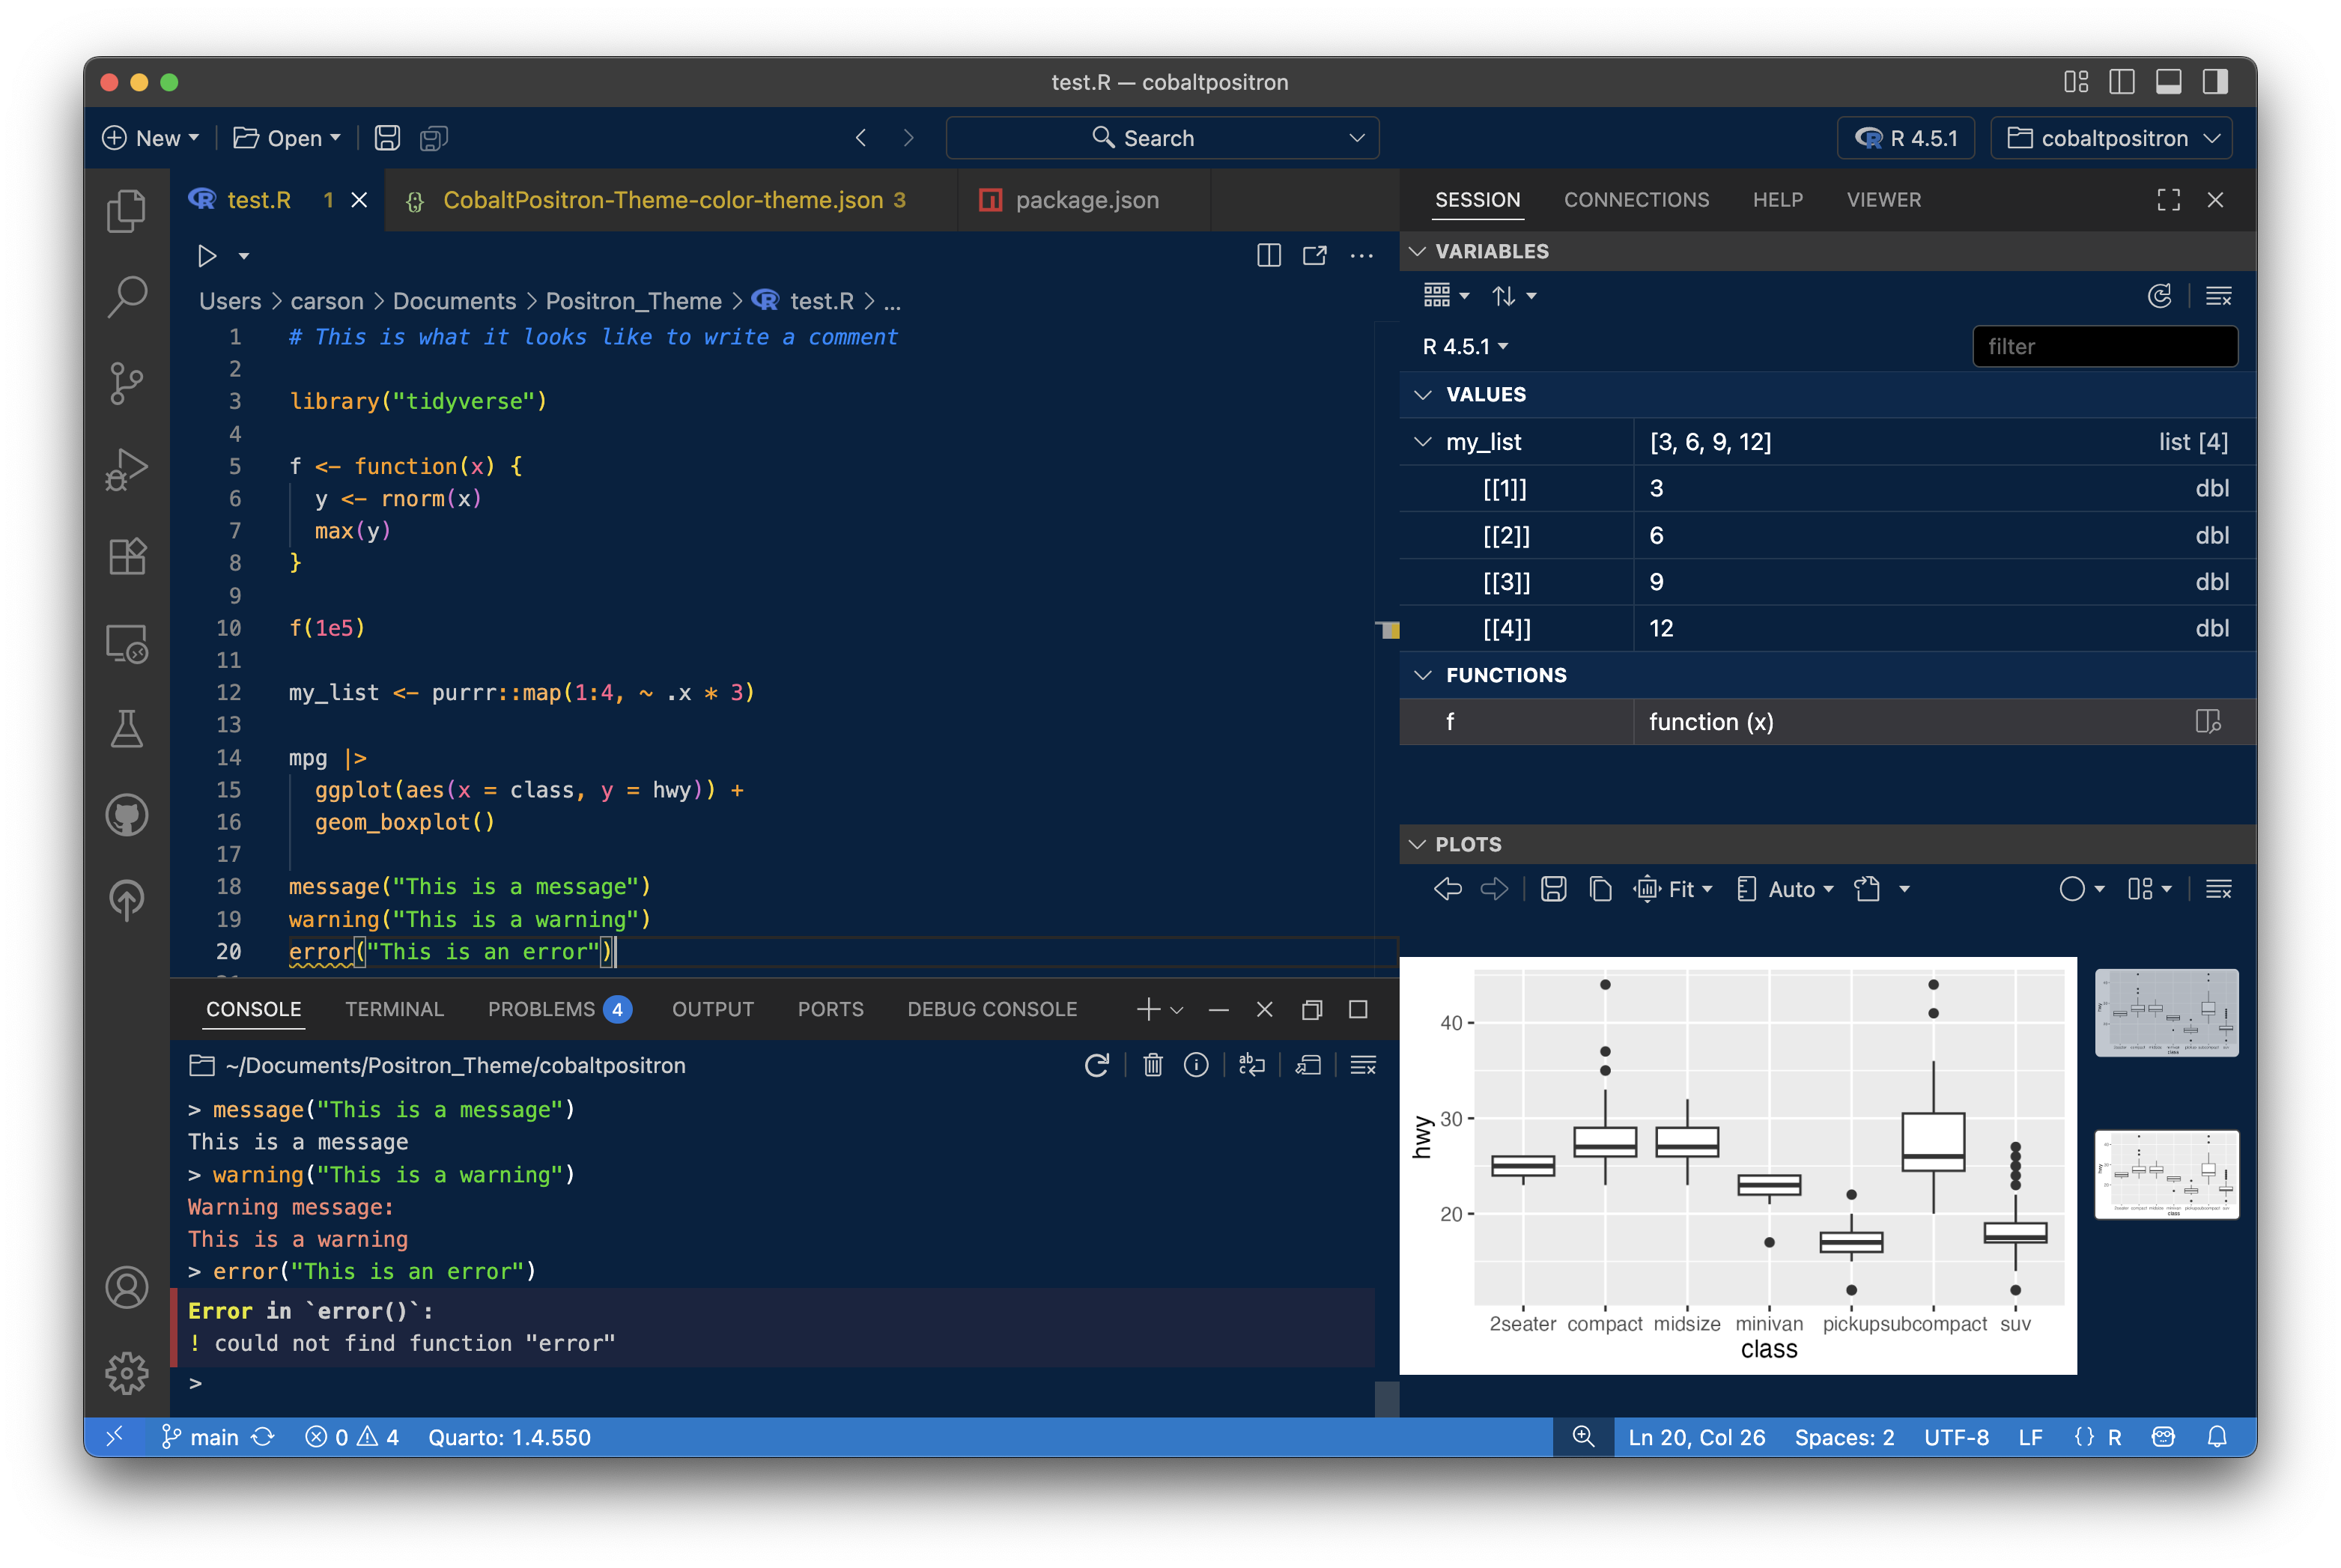 test.R — cobaltpositron
New
Open
Search
R 4.5.1
cobaltpositron
test.R 1
CobaltPositron-Theme-color-theme.json 3
package.json
Users > carson > Documents > Positron_Theme > test.R > ...
1 # This is what it looks like to write a comment
2
3 library("tidyverse")
4
5 f <- function(x) {
6 y <- rnorm(x)
7 max(y)
8 }
9
10 f(1e5)
11
12 my_list <- purrr::map(1:4, ~ .x * 3)
13
14 mpg |>
15 ggplot(aes(x = class, y = hwy)) +
16 geom_boxplot()
17
18 message("This is a message")
19 warning("This is a warning")
20 error("This is an error")
CONSOLE TERMINAL PROBLEMS 4 OUTPUT PORTS DEBUG CONSOLE
~/Documents/Positron_Theme/cobaltpositron
> message("This is a message")
This is a message
> warning("This is a warning")
Warning message:
This is a warning
> error("This is an error")
Error in `error()`:
! could not find function "error"
>
SESSION CONNECTIONS HELP VIEWER
VARIABLES
R 4.5.1
filter
VALUES
my_list [3, 6, 9, 12] list [4]
[[1]] 3 dbl
[[2]] 6 dbl
[[3]] 9 dbl
[[4]] 12 dbl
FUNCTIONS
f function (x)
PLOTS
Fit
Auto
40
30
20
hwy
2seater compact midsize minivan pickup subcompact suv
class
main
0 4
Quarto: 1.4.550
Ln 20, Col 26
Spaces: 2
UTF-8
LF
{} R